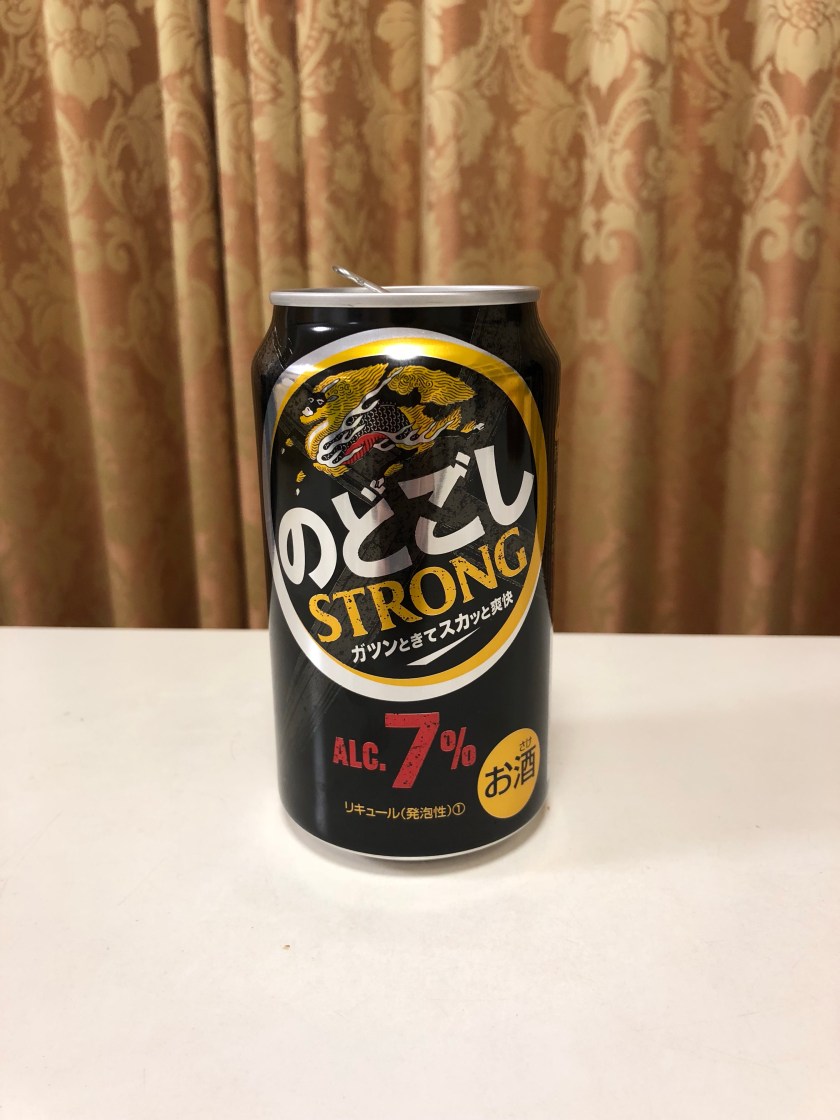 のどごし
STRONG
ガツンときてスカッと爽快
ALC.7%
さけ
お酒
リキュール(発泡性)①